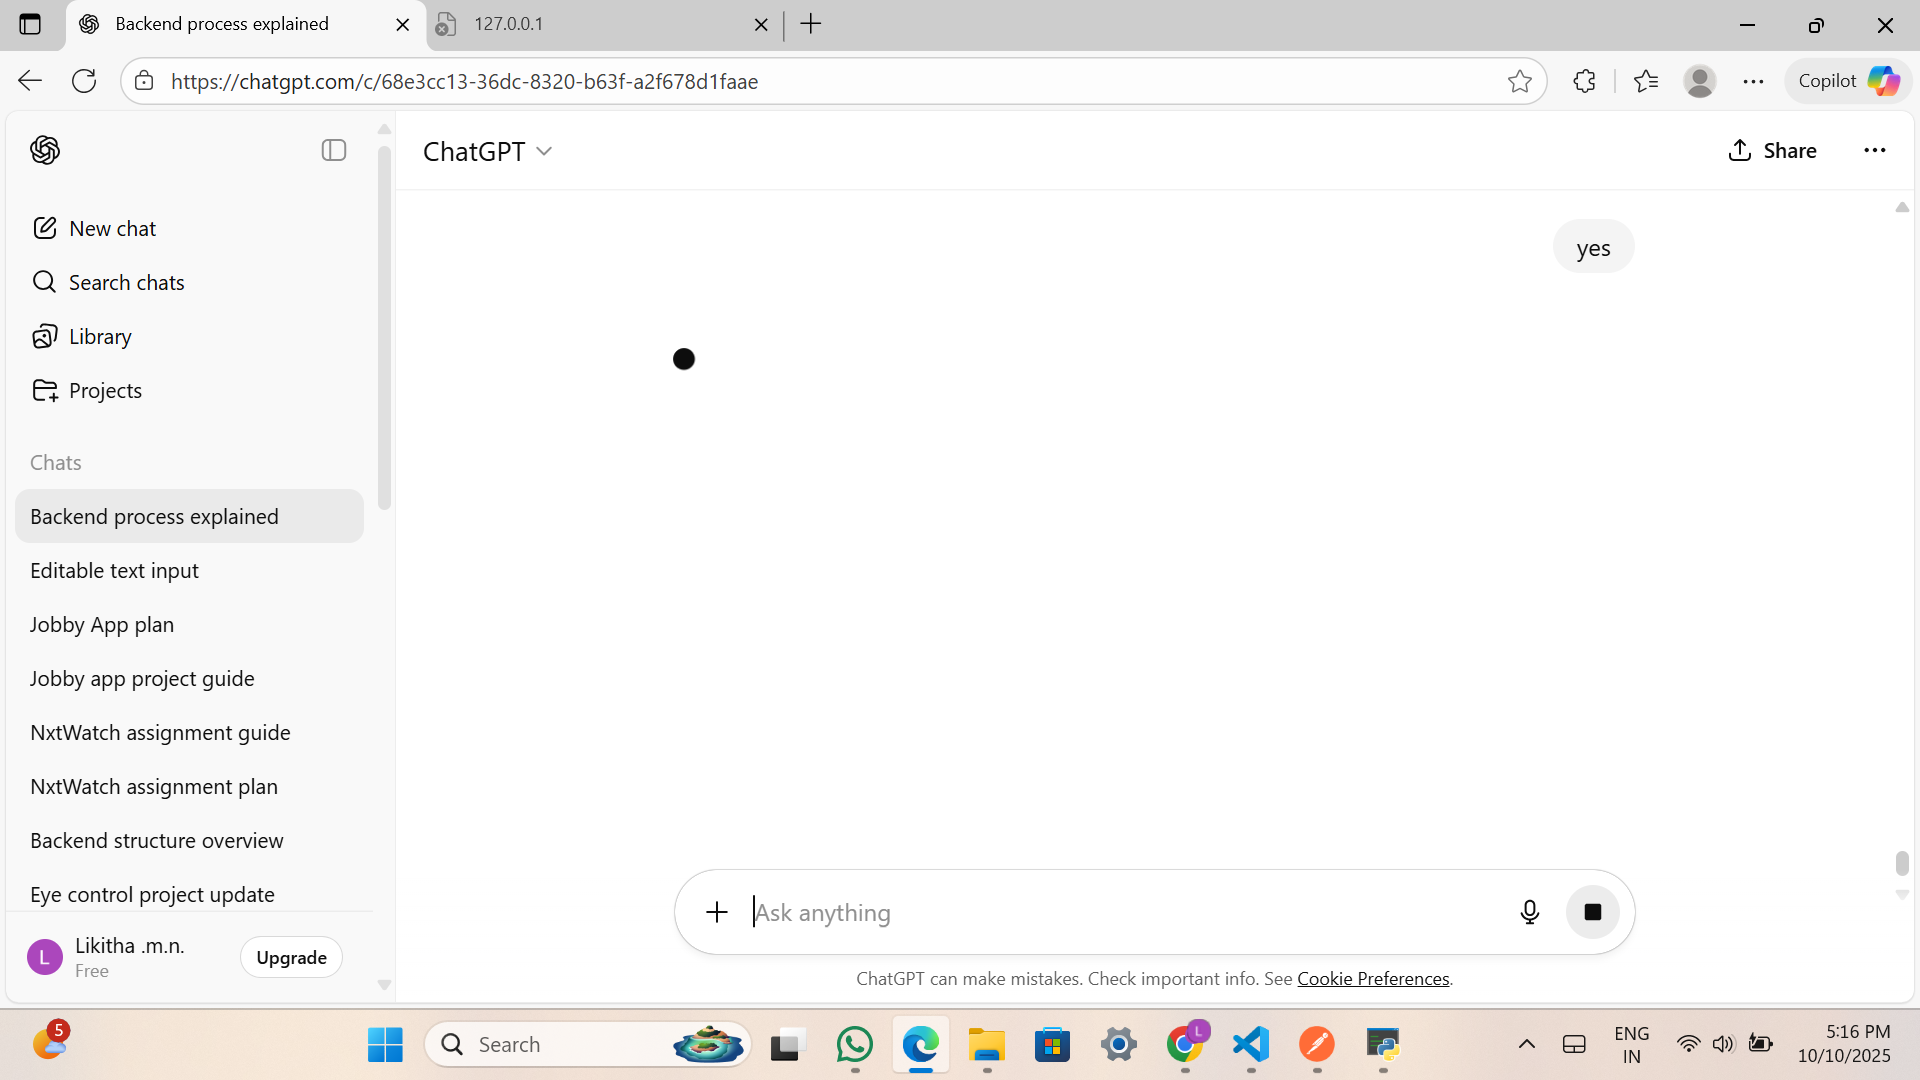 Backend process explained
127.0.0.1
https://chatgpt.com/c/68e3cc13-36dc-8320-b63f-a2f678d1faae
Copilot
ChatGPT
Share
New chat
Search chats
Library
Projects
Chats
Backend process explained
Editable text input
Jobby App plan
Jobby app project guide
NxtWatch assignment guide
NxtWatch assignment plan
Backend structure overview
Eye control project update
L
Likitha .m.n.
Free
Upgrade
yes
Ask anything
ChatGPT can make mistakes. Check important info. See Cookie Preferences.
5
Search
L
ENG
IN
5:16 PM
10/10/2025